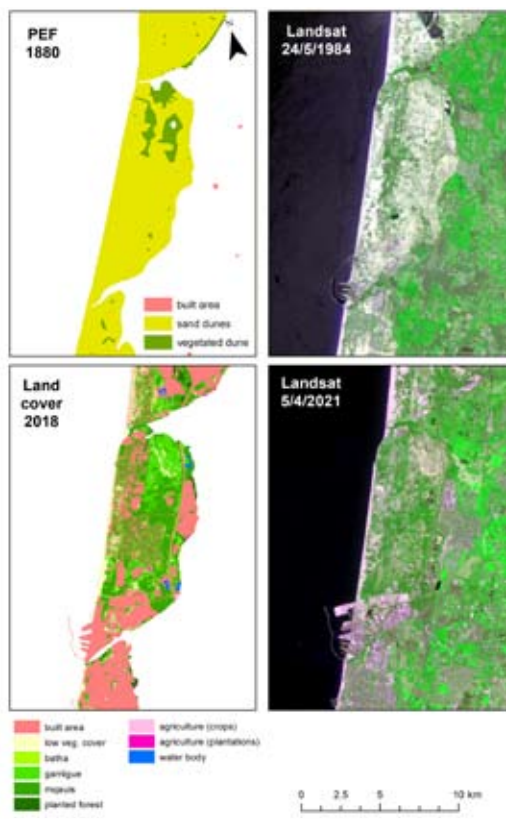 PEF
1880
built area
sand dunes
vegetated dune
Landsat
24/5/1984
Land
cover
2018
Landsat
5/4/2021
built area
low veg. cover
batha
garrigue
maquis
planted forest
agriculture (crops)
agriculture (plantations)
water body
0 2.5 5 10 km